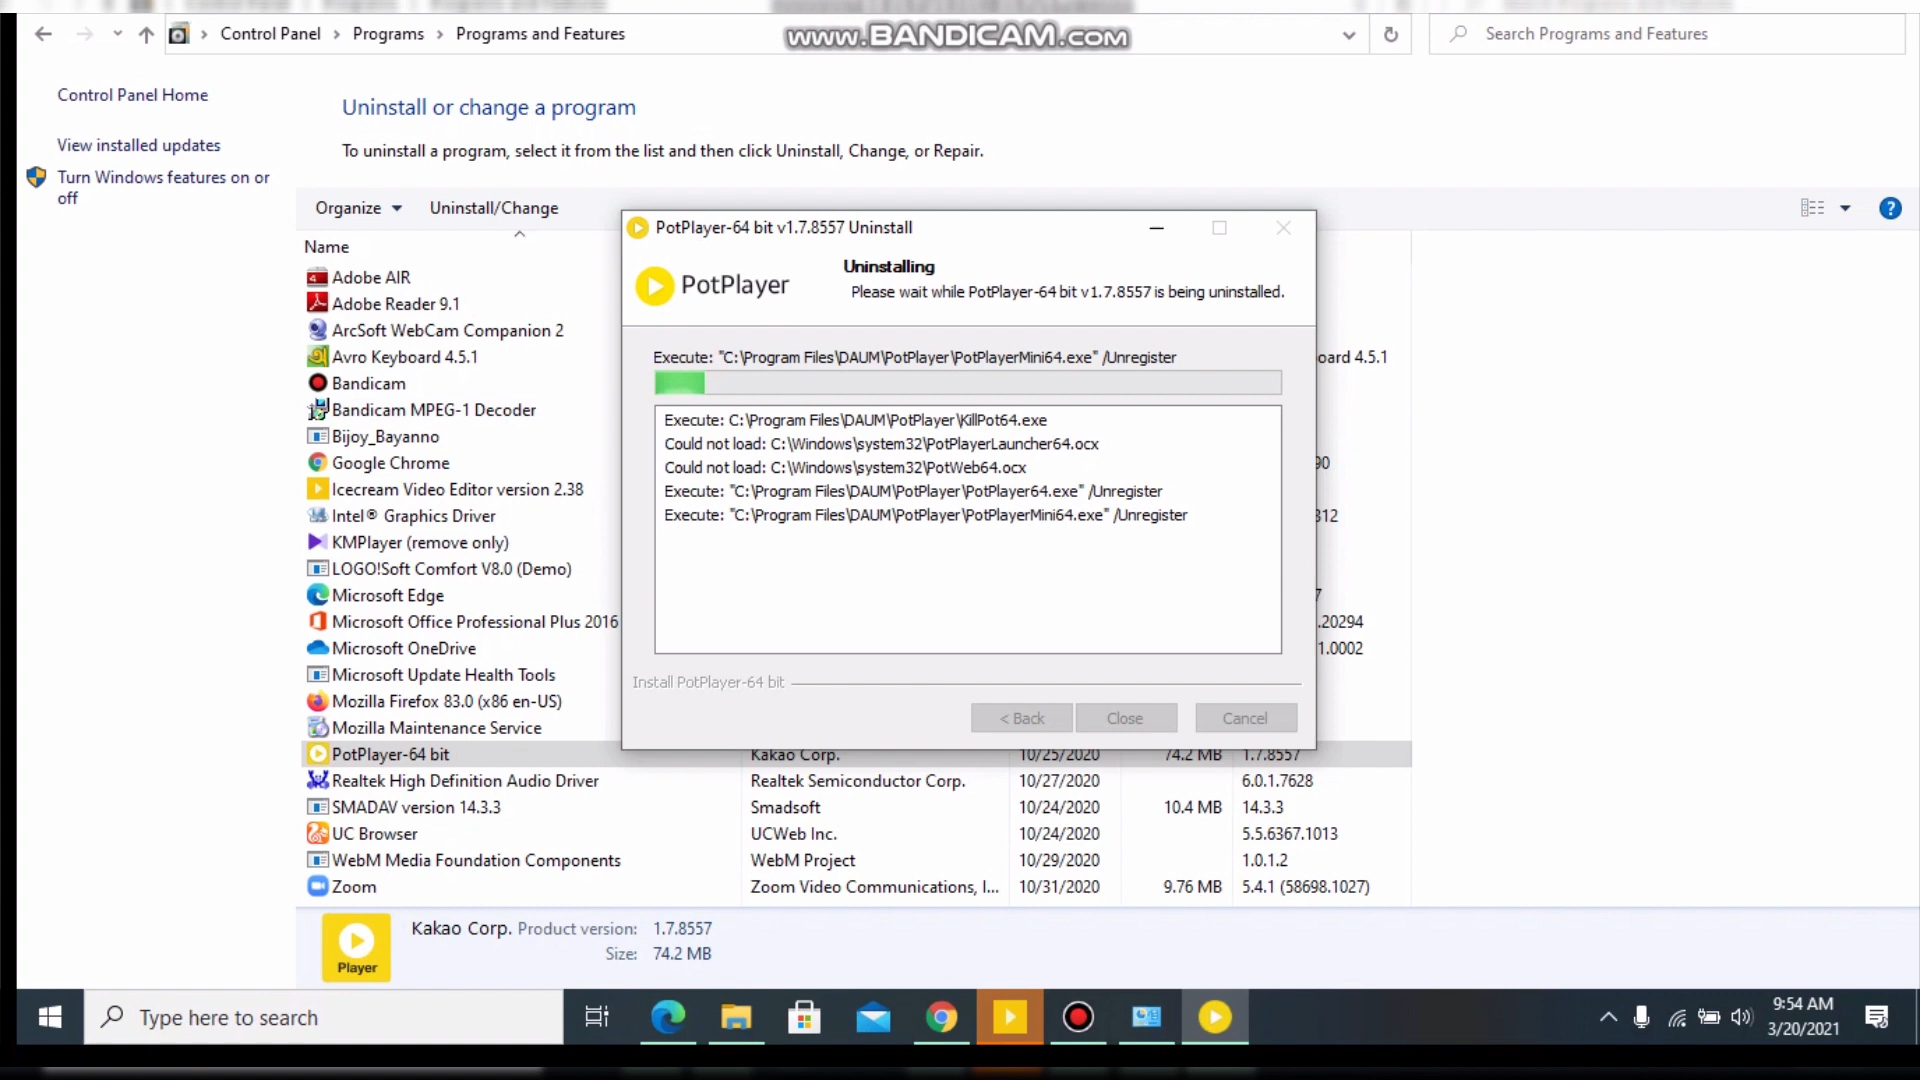 Control Panel > Programs > Programs and Features
www.BANDICAM.com
Search Programs and Features
Control Panel Home
View installed updates
Turn Windows features on or
off
Uninstall or change a program
To uninstall a program, select it from the list and then click Uninstall, Change, or Repair.
Organize
Uninstall/Change
Name
Adobe AIR
Adobe Reader 9.1
ArcSoft WebCam Companion 2
Avro Keyboard 4.5.1
oard 4.5.1
Bandicam
Bandicam MPEG-1 Decoder
Bijoy_Bayanno
Google Chrome
90
Icecream Video Editor version 2.38
Intel® Graphics Driver
312
KMPlayer (remove only)
LOGO!Soft Comfort V8.0 (Demo)
Microsoft Edge
7
Microsoft Office Professional Plus 2016
.20294
Microsoft OneDrive
1.0002
Microsoft Update Health Tools
Mozilla Firefox 83.0 (x86 en-US)
Mozilla Maintenance Service
PotPlayer-64 bit Kakao Corp. 10/25/2020 74.2 MB 1.7.8557
Realtek High Definition Audio Driver Realtek Semiconductor Corp. 10/27/2020 6.0.1.7628
SMADAV version 14.3.3 Smadsoft 10/24/2020 10.4 MB 14.3.3
UC Browser UCWeb Inc. 10/24/2020 5.5.6367.1013
WebM Media Foundation Components WebM Project 10/29/2020 1.0.1.2
Zoom Zoom Video Communications, I... 10/31/2020 9.76 MB 5.4.1 (58698.1027)
PotPlayer-64 bit v1.7.8557 Uninstall
PotPlayer
Uninstalling
Please wait while PotPlayer-64 bit v1.7.8557 is being uninstalled.
Execute: "C:\Program Files\DAUM\PotPlayer\PotPlayerMini64.exe" /Unregister
Execute: C:\Program Files\DAUM\PotPlayer\KillPot64.exe
Could not load: C:\Windows\system32\PotPlayerLauncher64.ocx
Could not load: C:\Windows\system32\PotWeb64.ocx
Execute: "C:\Program Files\DAUM\PotPlayer\PotPlayer64.exe" /Unregister
Execute: "C:\Program Files\DAUM\PotPlayer\PotPlayerMini64.exe" /Unregister
Install PotPlayer-64 bit
< Back
Close
Cancel
Player
Kakao Corp. Product version: 1.7.8557
Size: 74.2 MB
Type here to search
9:54 AM
3/20/2021